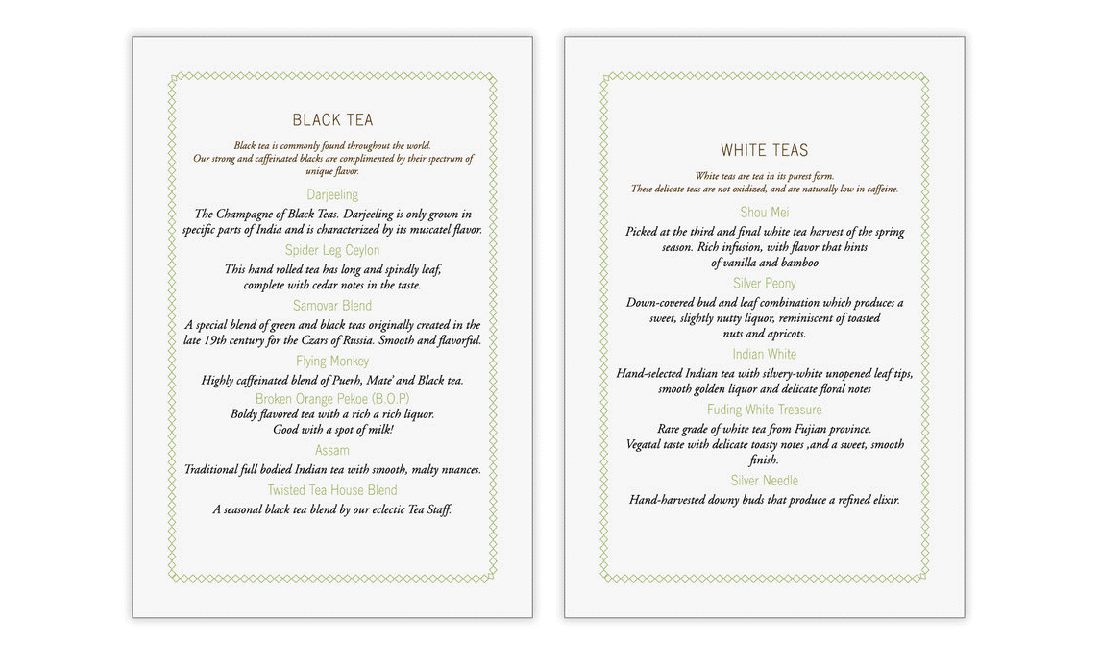 BLACK TEA
Black tea is commonly found throughout the world.
Our strong and caffeinated blacks are complimented by their spectrum of
unique flavor.
Darjeeling
The Champagne of Black Teas. Darjeeling is only grown in
specific parts of India and is characterized by its muscatel flavor.
Spider Leg Ceylon
This hand rolled tea has long and spindly leaf,
complete with cedar notes in the taste.
Samovar Blend
A special blend of green and black teas originally created in the
late 19th century for the Czars of Russia. Smooth and flavorful.
Flying Monkey
Highly caffeinated blend of Puerh, Mate' and Black tea.
Broken Orange Pekoe (B.O.P)
Boldy flavored tea with a rich a rich liquor.
Good with a spot of milk!
Assam
Traditional full bodied Indian tea with smooth, malty nuances.
Twisted Tea House Blend
A seasonal black tea blend by our eclectic Tea Staff.
WHITE TEAS
White teas are tea in its purest form.
These delicate teas are not oxidized, and are naturally low in caffeine.
Shou Mei
Picked at the third and final white tea harvest of the spring
season. Rich infusion, with flavor that hints
of vanilla and bamboo
Silver Peony
Down-covered bud and leaf combination which produces a
sweet, slightly nutty liquor, reminiscent of toasted
nuts and apricots.
Indian White
Hand-selected Indian tea with silvery-white unopened leaf tips,
smooth golden liquor and delicate floral notes
Fuding White Treasure
Rare grade of white tea from Fujian province.
Vegatal taste with delicate toasty notes ,and a sweet, smooth
finish.
Silver Needle
Hand-harvested downy buds that produce a refined elixir.